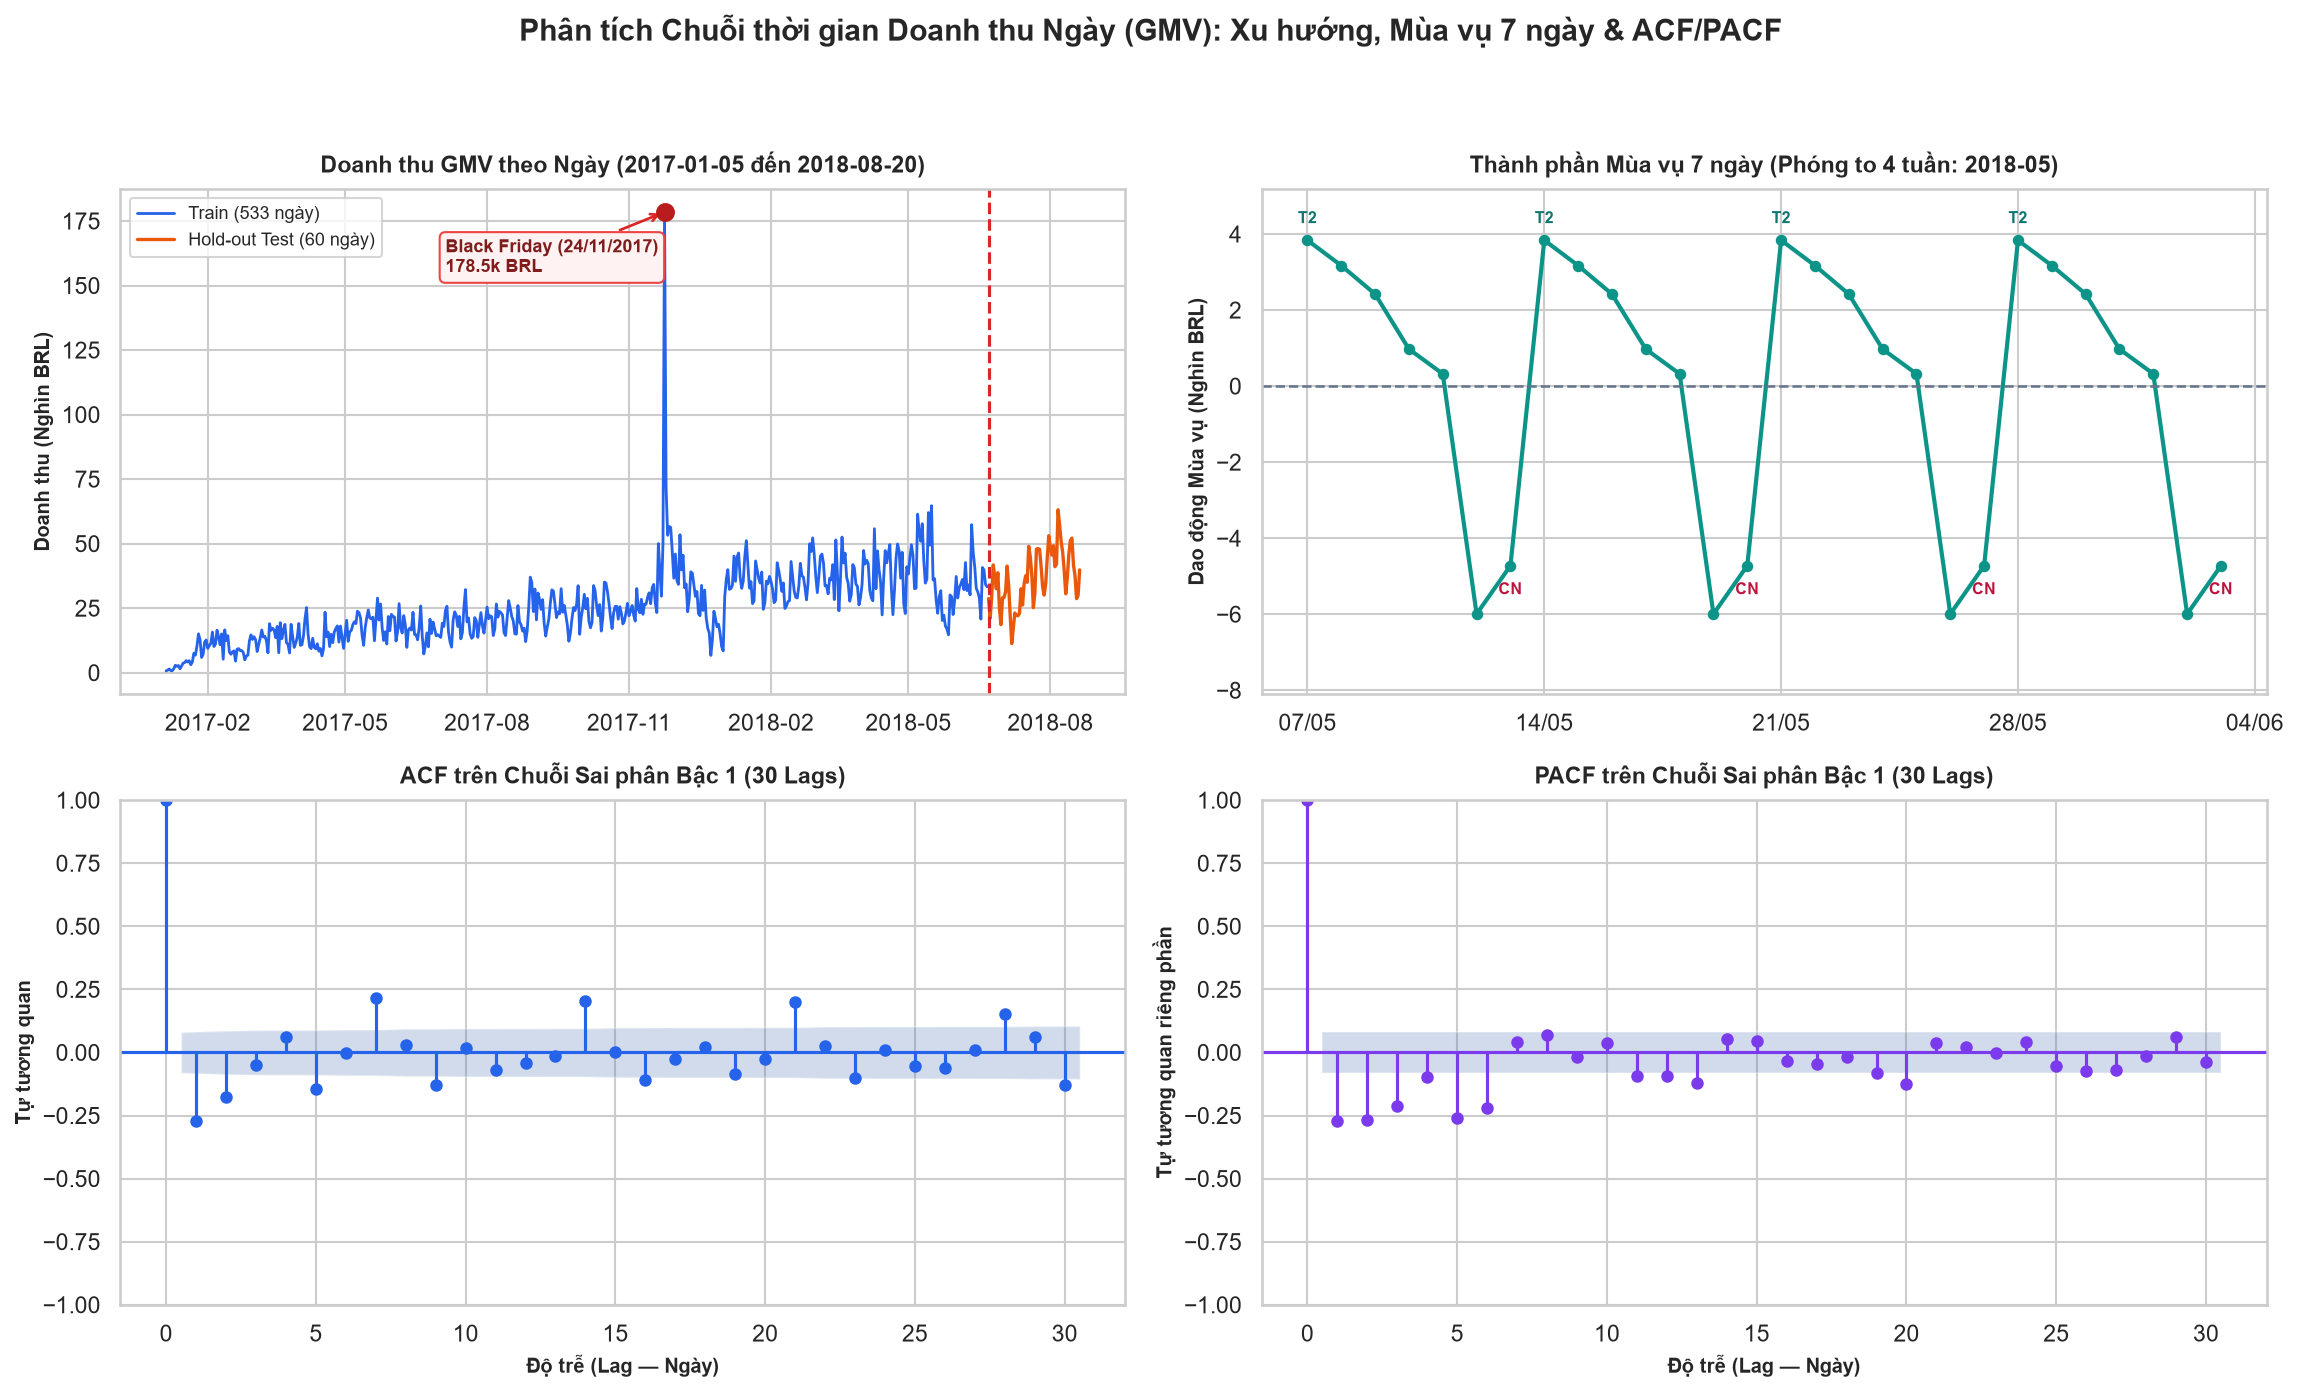 Phân tích Chuỗi thời gian Doanh thu Ngày (GMV): Xu hướng, Mùa vụ 7 ngày & ACF/PACF
Doanh thu GMV theo Ngày (2017-01-05 đến 2018-08-20)
Train (533 ngày)
Hold-out Test (60 ngày)
Black Friday (24/11/2017)
178.5k BRL
Doanh thu (Nghìn BRL)
175
150
125
100
75
50
25
0
2017-02 2017-05 2017-08 2017-11 2018-02 2018-05 2018-08
Thành phần Mùa vụ 7 ngày (Phóng to 4 tuần: 2018-05)
T2 T2 T2 T2
CN CN CN CN
Dao động Mùa vụ (Nghìn BRL)
4
2
0
−2
−4
−6
−8
07/05 14/05 21/05 28/05 04/06
ACF trên Chuỗi Sai phân Bậc 1 (30 Lags)
Tự tương quan
1.00
0.75
0.50
0.25
0.00
−0.25
−0.50
−0.75
−1.00
0 5 10 15 20 25 30
Độ trễ (Lag — Ngày)
PACF trên Chuỗi Sai phân Bậc 1 (30 Lags)
Tự tương quan riêng phần
1.00
0.75
0.50
0.25
0.00
−0.25
−0.50
−0.75
−1.00
0 5 10 15 20 25 30
Độ trễ (Lag — Ngày)